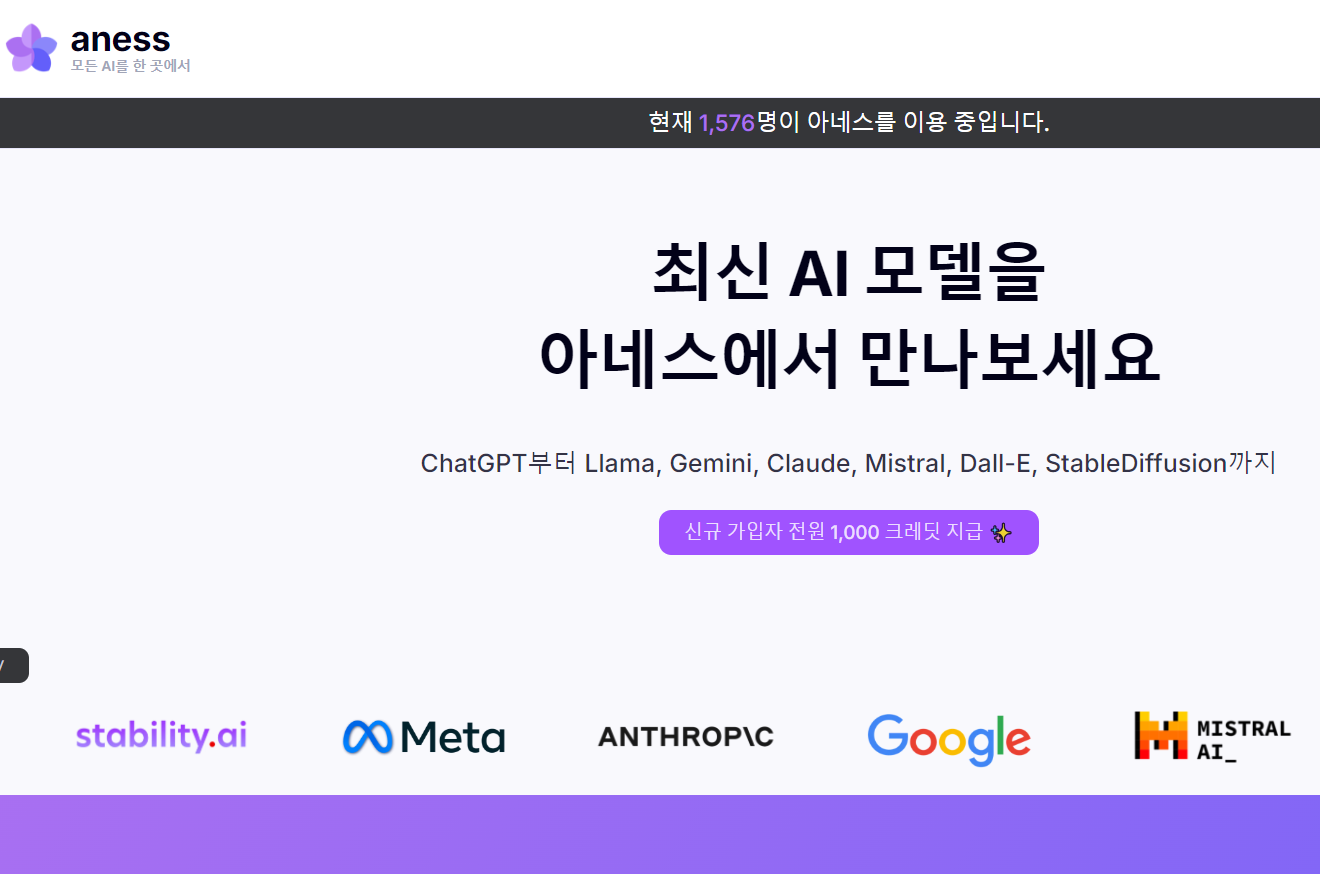 aness
모든 AI를 한 곳에서
현재 1,576명이 아네스를 이용 중입니다.
최신 AI 모델을
아네스에서 만나보세요
ChatGPT부터 Llama, Gemini, Claude, Mistral, Dall-E, StableDiffusion까지
신규 가입자 전원 1,000 크레딧 지급 ✨
stability.ai
Meta
ANTHROP\C
Google
MISTRAL
AI_